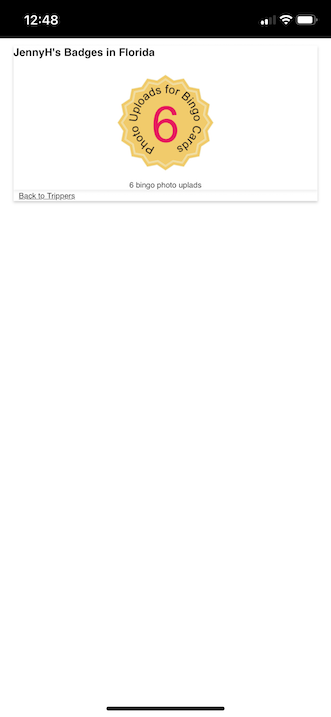 12:48
JennyH's Badges in Florida
Photo Uploads for Bingo Cards
6
6 bingo photo uplads
Back to Trippers